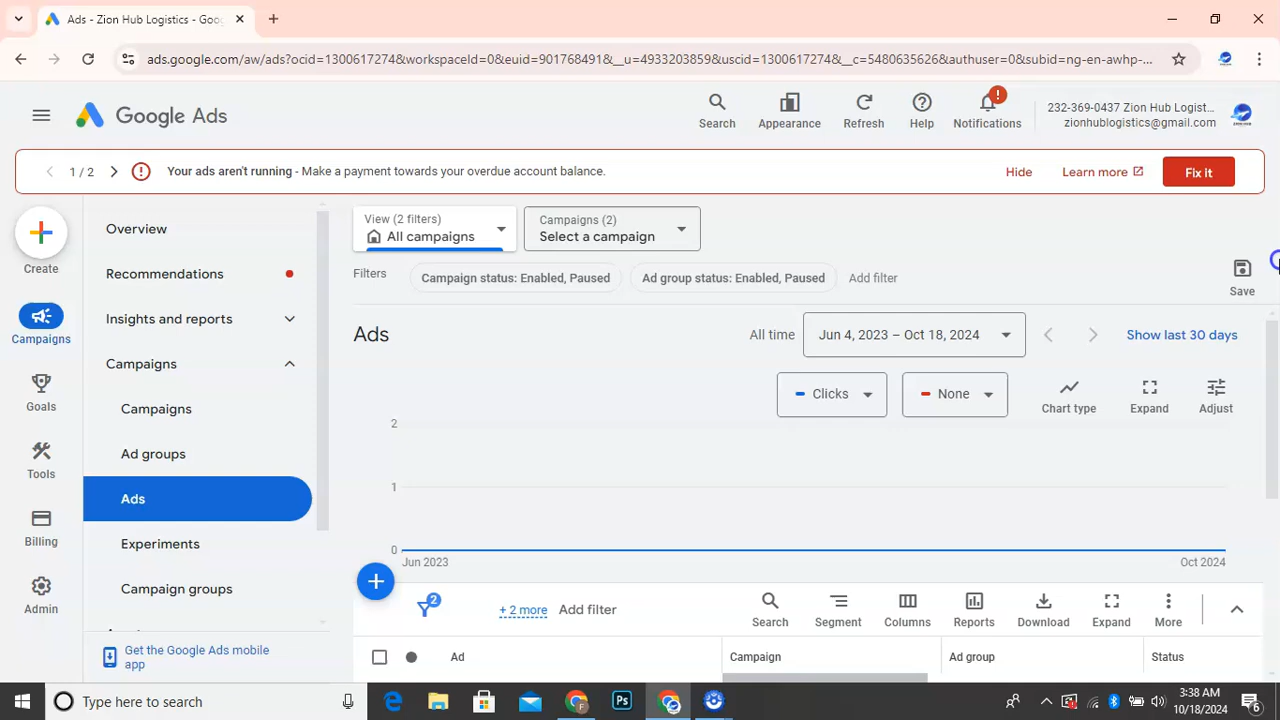 Ads - Zion Hub Logistics - Goo
ads.google.com/aw/ads?ocid=1300617274&workspaceId=0&euid=901768491&__u=4933203859&uscid=1300617274&__c=5480635626&authuser=0&subid=ng-en-awhp-...
Google Ads
Search
Appearance
Refresh
Help
Notifications
232-369-0437 Zion Hub Logist...
zionhublogistics@gmail.com
1 / 2
Your ads aren't running - Make a payment towards your overdue account balance.
Hide
Learn more
Fix it
Create
Campaigns
Goals
Tools
Billing
Admin
Overview
Recommendations
Insights and reports
Campaigns
Campaigns
Ad groups
Ads
Experiments
Campaign groups
Get the Google Ads mobile
app
View (2 filters)
All campaigns
Campaigns (2)
Select a campaign
Filters
Campaign status: Enabled, Paused
Ad group status: Enabled, Paused
Add filter
Save
Ads
All time
Jun 4, 2023 – Oct 18, 2024
Show last 30 days
Clicks
None
Chart type
Expand
Adjust
2
1
0
Jun 2023
Oct 2024
2
+ 2 more
Add filter
Search
Segment
Columns
Reports
Download
Expand
More
Ad
Campaign
Ad group
Status
Type here to search
3:38 AM
10/18/2024
6